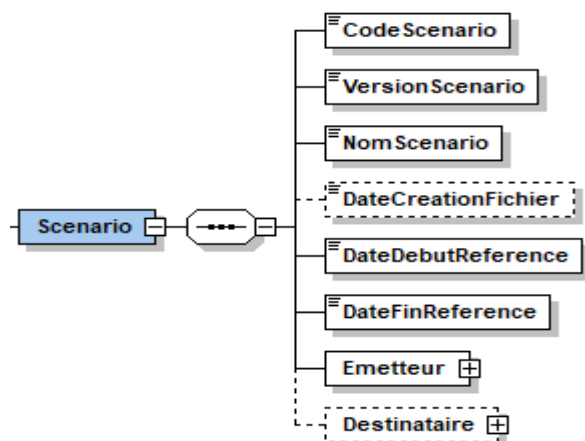 CodeScenario
VersionScenario
NomScenario
DateCreationFichier
Scenario
DateDebutReference
DateFinReference
Emetteur
Destinataire